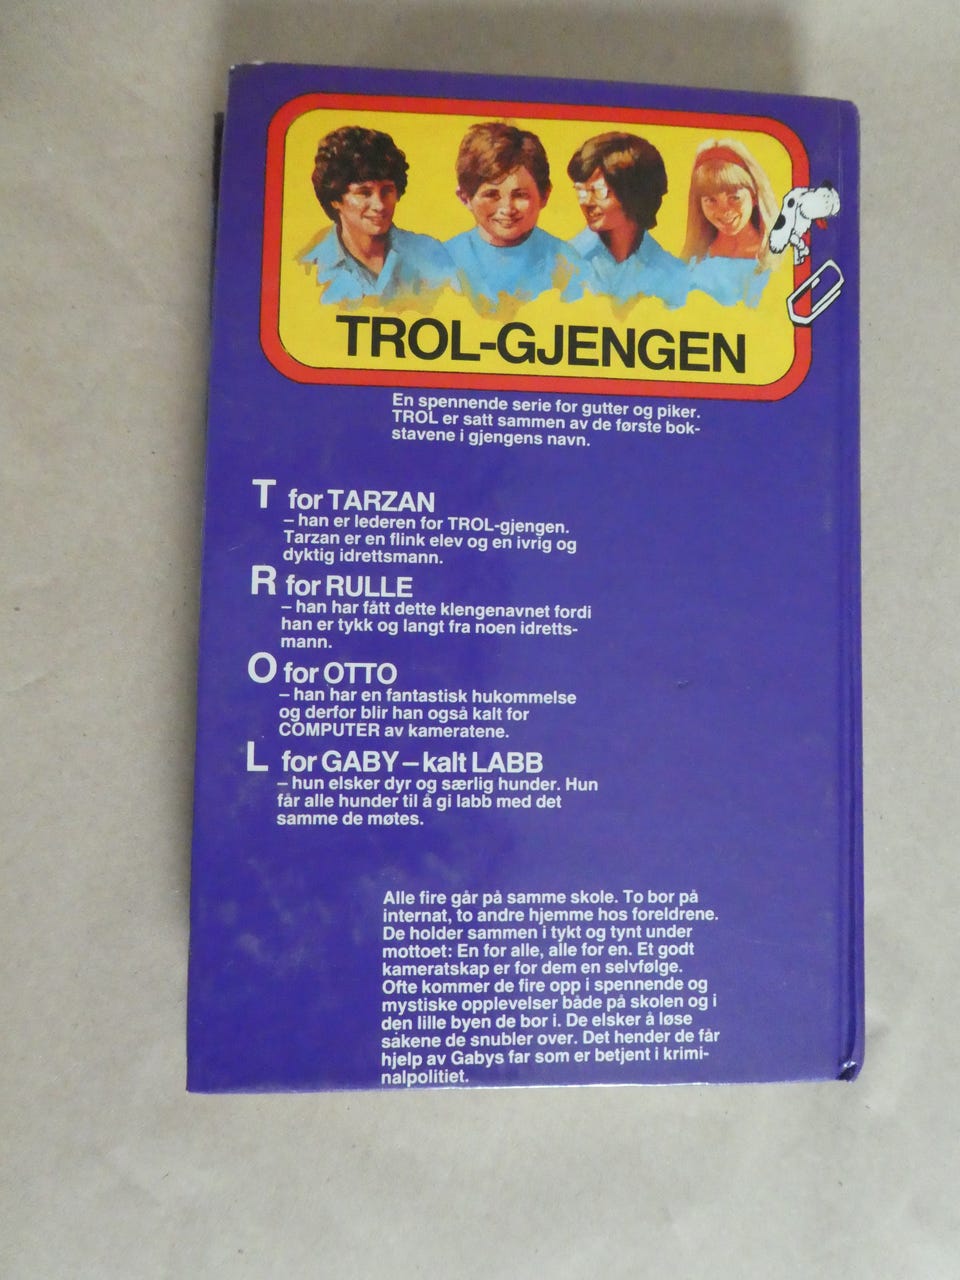 TROL-GJENGEN
En spennende serie for gutter og piker.
TROL er satt sammen av de første bok-
stavene i gjengens navn.
T for TARZAN
– han er lederen for TROL-gjengen.
Tarzan er en flink elev og en ivrig og
dyktig idrettsmann.
R for RULLE
– han har fått dette klengenavnet fordi
han er tykk og langt fra noen idretts-
mann.
O for OTTO
– han har en fantastisk hukommelse
og derfor blir han også kalt for
COMPUTER av kameratene.
L for GABY – kalt LABB
– hun elsker dyr og særlig hunder. Hun
får alle hunder til å gi labb med det
samme de møtes.
Alle fire går på samme skole. To bor på
internat, to andre hjemme hos foreldrene.
De holder sammen i tykt og tynt under
mottoet: En for alle, alle for en. Et godt
kameratskap er for dem en selvfølge.
Ofte kommer de fire opp i spennende og
mystiske opplevelser både på skolen og i
den lille byen de bor i. De elsker å løse
sakene de snubler over. Det hender de får
hjelp av Gabys far som er betjent i krimi-
nalpolitiet.